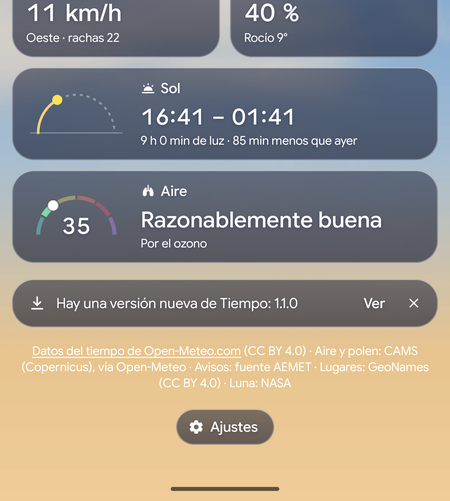 11 km/h
Oeste · rachas 22
40 %
Rocío 9°
Sol
16:41 – 01:41
9 h 0 min de luz · 85 min menos que ayer
Aire
35
Razonablemente buena
Por el ozono
Hay una versión nueva de Tiempo: 1.1.0
Ver
Datos del tiempo de Open-Meteo.com (CC BY 4.0) · Aire y polen: CAMS
(Copernicus), vía Open-Meteo · Avisos: fuente AEMET · Lugares: GeoNames
(CC BY 4.0) · Luna: NASA
Ajustes